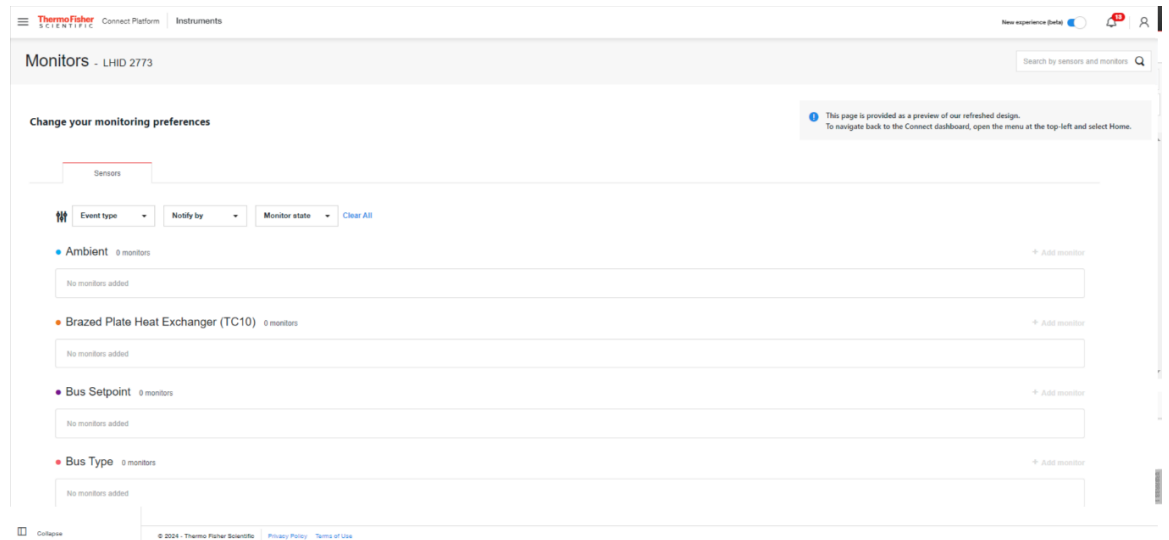 ThermoFisher
SCIENTIFIC
Connect Platform
Instruments
New experience (beta)
10
Monitors - LHID 2773
Search by sensors and monitors
Change your monitoring preferences
This page is provided as a preview of our refreshed design.
To navigate back to the Connect dashboard, open the menu at the top-left and select Home.
Sensors
Event type
Notify by
Monitor state
Clear All
Ambient 0 monitors
+ Add monitor
No monitors added
Brazed Plate Heat Exchanger (TC10) 0 monitors
+ Add monitor
No monitors added
Bus Setpoint 0 monitors
+ Add monitor
No monitors added
Bus Type 0 monitors
+ Add monitor
No monitors added
Collapse
© 2024 - Thermo Fisher Scientific
Privacy Policy
Terms of Use